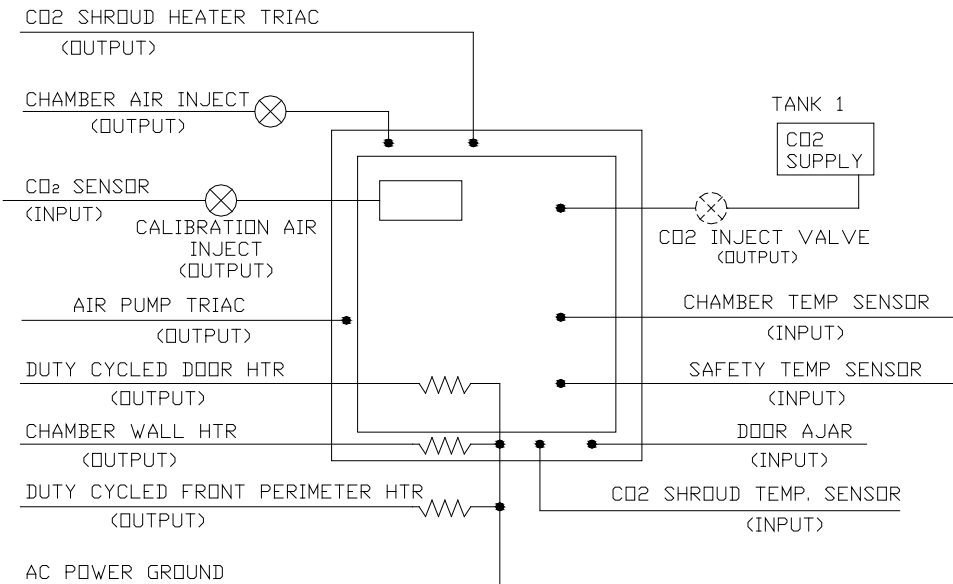 CO2 SHROUD HEATER TRIAC
(OUTPUT)
CHAMBER AIR INJECT
(OUTPUT)
CO₂ SENSOR
(INPUT)
CALIBRATION AIR
INJECT
(OUTPUT)
AIR PUMP TRIAC
(OUTPUT)
DUTY CYCLED DOOR HTR
(OUTPUT)
CHAMBER WALL HTR
(OUTPUT)
DUTY CYCLED FRONT PERIMETER HTR
(OUTPUT)
AC POWER GROUND
TANK 1
CO2
SUPPLY
CO2 INJECT VALVE
(OUTPUT)
CHAMBER TEMP SENSOR
(INPUT)
SAFETY TEMP SENSOR
(INPUT)
DOOR AJAR
(INPUT)
CO2 SHROUD TEMP. SENSOR
(INPUT)